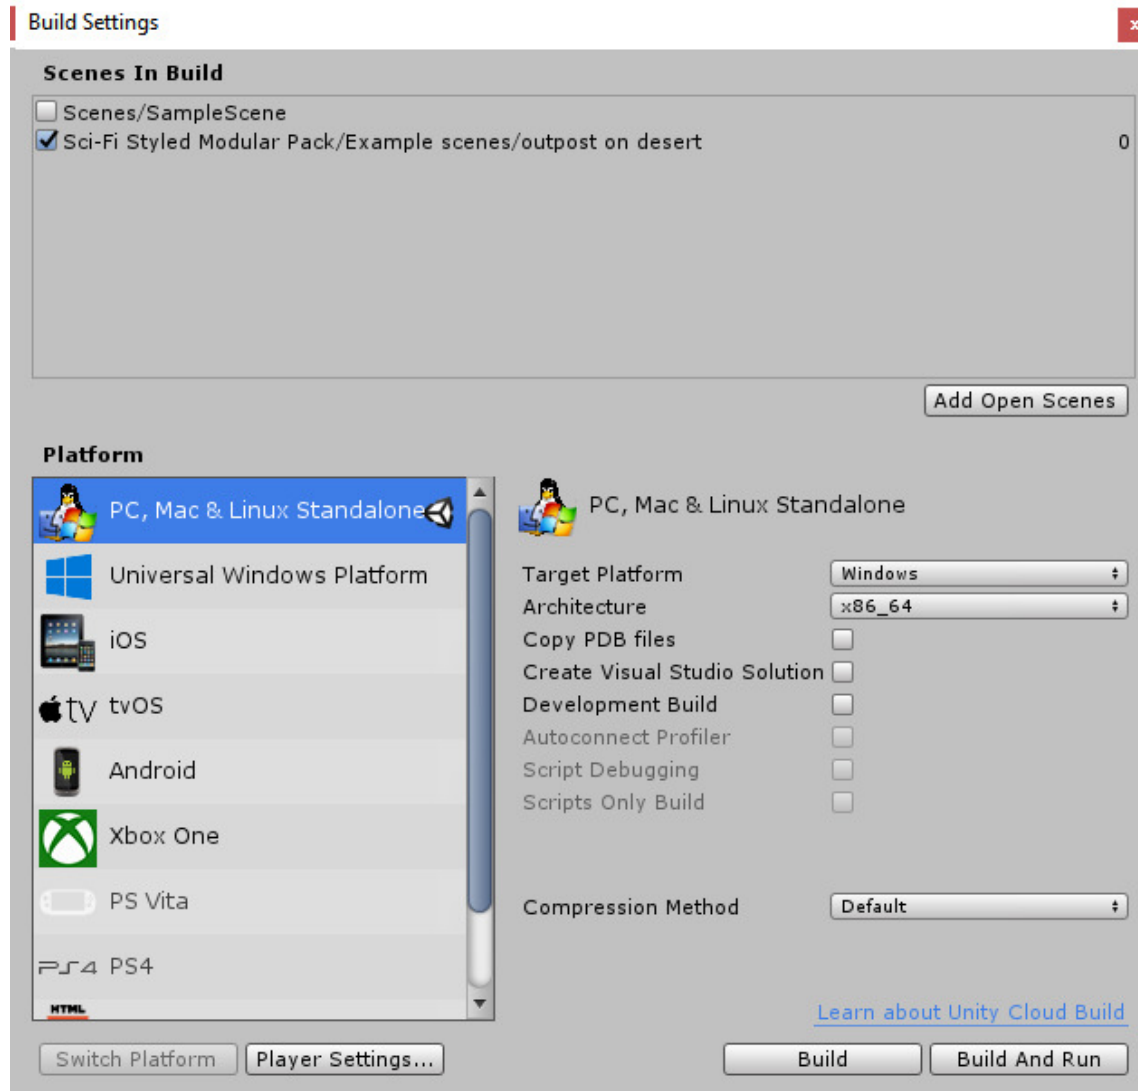 Build Settings
x
Scenes In Build
Scenes/SampleScene
Sci-Fi Styled Modular Pack/Example scenes/outpost on desert 0
Add Open Scenes
Platform
PC, Mac & Linux Standalone
Universal Windows Platform
iOS
tv tvOS
Android
Xbox One
PS Vita
PS4 PS4
HTML
Switch Platform
Player Settings...
PC, Mac & Linux Standalone
Target Platform Windows
Architecture x86_64
Copy PDB files
Create Visual Studio Solution
Development Build
Autoconnect Profiler
Script Debugging
Scripts Only Build
Compression Method Default
Learn about Unity Cloud Build
Build
Build And Run